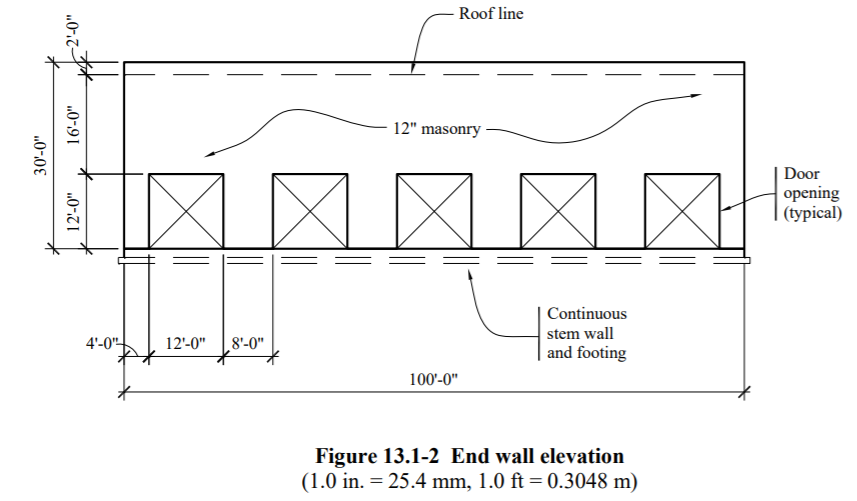 Roof line
2'-0"
30'-0"
16'-0"
12" masonry
12'-0"
Door
opening
(typical)
Continuous
stem wall
and footing
4'-0"
12'-0"
8'-0"
100'-0"
Figure 13.1-2 End wall elevation
(1.0 in. = 25.4 mm, 1.0 ft = 0.3048 m)